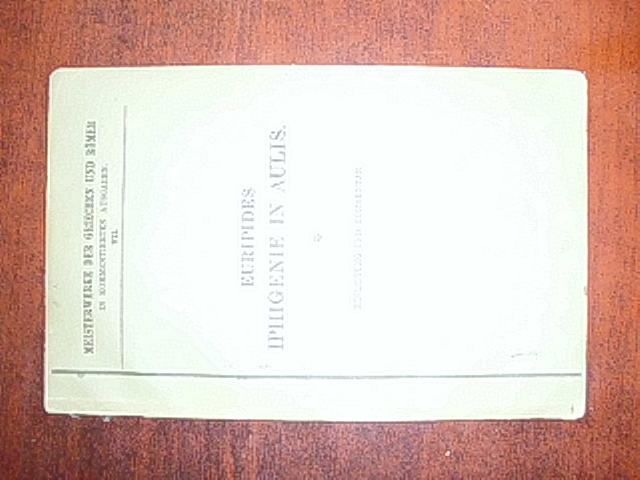 MEISTERWERKE DER GRIECHEN UND RÖMER
IN KOMMENTIERTEN AUSGABEN.
VII.
EURIPIDES
IPHIGENIE IN AULIS.